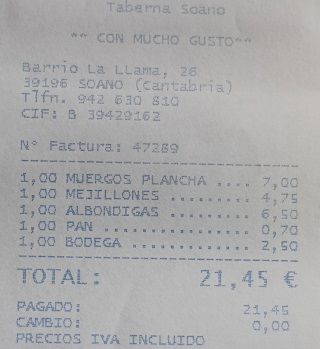 Taberna Soano
"" CON MUCHO GUSTO""
Barrio La LLama, 26
39196 SOANO (Cantabria)
Tlfn. 942 630 810
CIF: B 39429162
Nº Factura: 47289
1,00 MUERGOS PLANCHA .... 7,00
1,00 MEJILLONES ......... 4,75
1,00 ALBONDIGAS ......... 6,50
1,00 PAN ................ 0,70
1,00 BODEGA ............. 2,50
TOTAL: 21,45 €
PAGADO: 21,45
CAMBIO: 0,00
PRECIOS IVA INCLUIDO